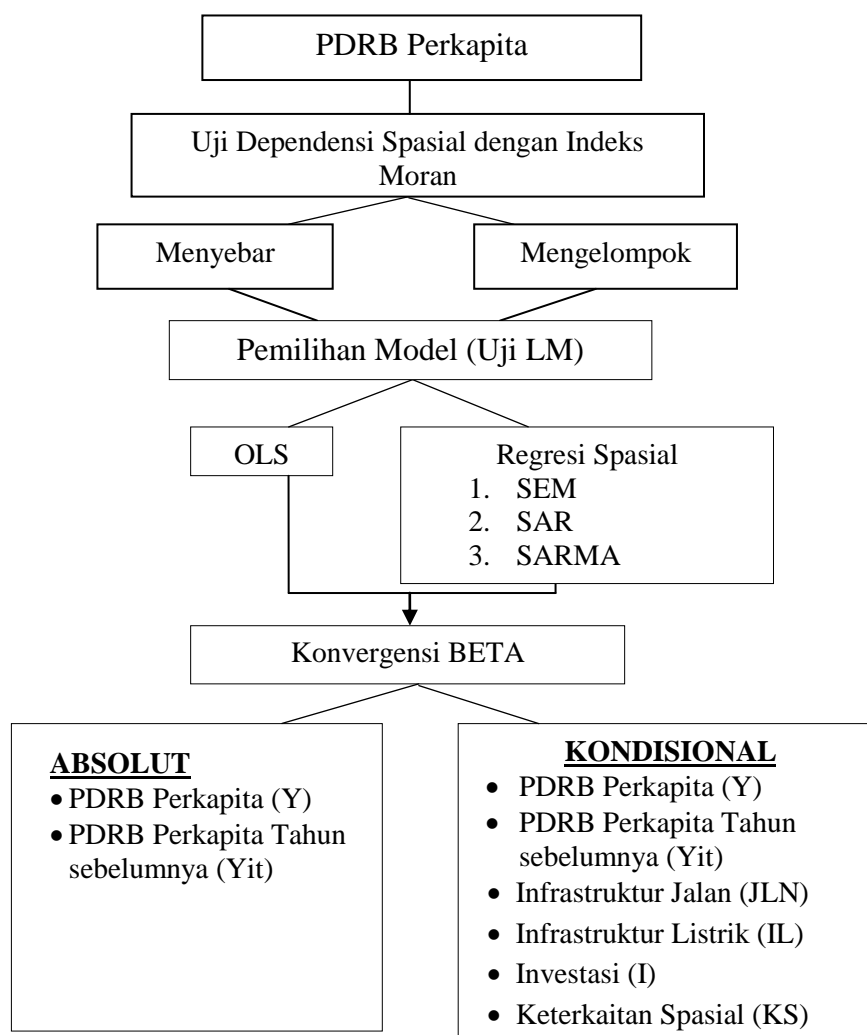 PDRB Perkapita
Uji Dependensi Spasial dengan Indeks
Moran
Menyebar
Mengelompok
Pemilihan Model (Uji LM)
OLS
Regresi Spasial
1. SEM
2. SAR
3. SARMA
Konvergensi BETA
ABSOLUT
• PDRB Perkapita (Y)
• PDRB Perkapita Tahun
sebelumnya (Yit)
KONDISIONAL
• PDRB Perkapita (Y)
• PDRB Perkapita Tahun
sebelumnya (Yit)
• Infrastruktur Jalan (JLN)
• Infrastruktur Listrik (IL)
• Investasi (I)
• Keterkaitan Spasial (KS)